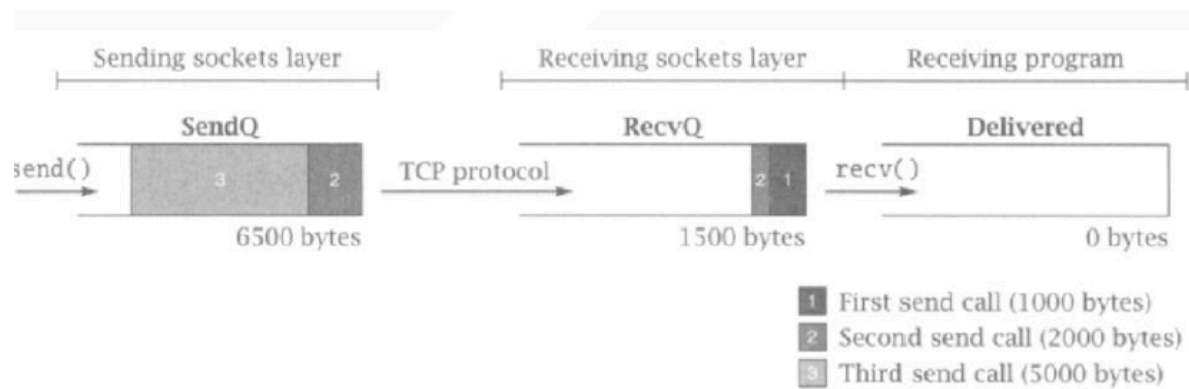 Sending sockets layer
Receiving sockets layer
Receiving program
SendQ
RecvQ
Delivered
send()
3
2
TCP protocol
2
1
recv()
6500 bytes
1500 bytes
0 bytes
1 First send call (1000 bytes)
2 Second send call (2000 bytes)
3 Third send call (5000 bytes)